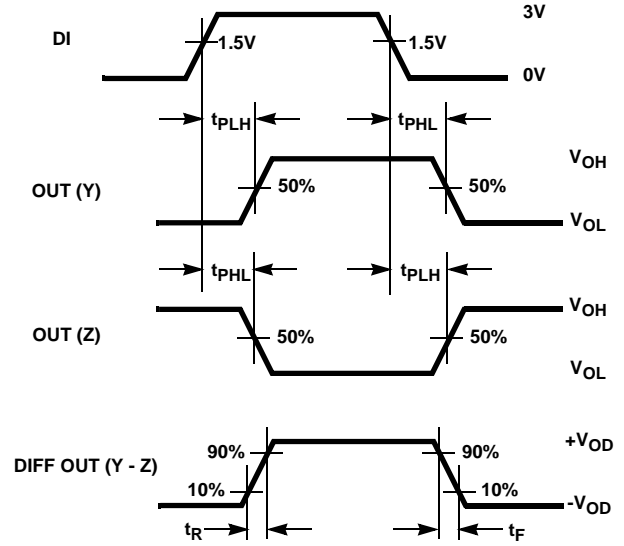 3V
DI
1.5V
1.5V
0V
tPLH
tPHL
VOH
OUT (Y)
50%
50%
VOL
tPHL
tPLH
VOH
OUT (Z)
50%
50%
VOL
+VOD
DIFF OUT (Y - Z)
90%
90%
10%
10%
-VOD
tR
tF